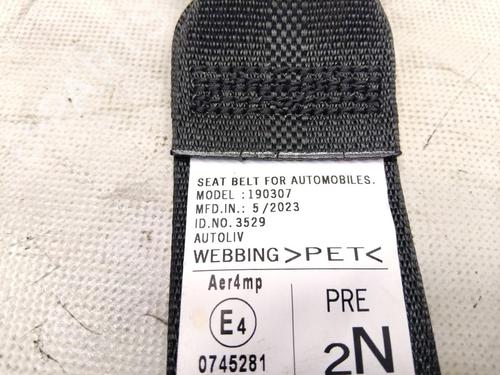 SEAT BELT FOR AUTOMOBILES.
MODEL :190307
MFD.IN.: 5/2023
ID.NO.3529
AUTOLIV
WEBBING >PET<
Aer4mp
PRE
E4
2N
0745281